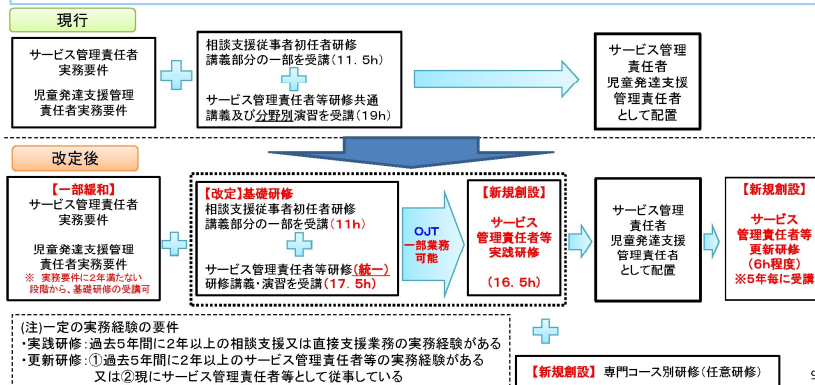 現行
サービス管理責任者
実務要件
児童発達支援管理
責任者実務要件
相談支援従事者初任者研修
講義部分の一部を受講(11.5h)
サービス管理責任者等研修共通
講義及び分野別演習を受講(19h)
サービス管理
責任者
児童発達支援
管理責任者
として配置
改定後
【一部緩和】
サービス管理責任者
実務要件
児童発達支援管理
責任者実務要件
※ 実務要件に2年満たない
段階から、基礎研修の受講可
【改定】基礎研修
相談支援従事者初任者研修
講義部分の一部を受講(11h)
サービス管理責任者等研修(統一)
研修講義・演習を受講(17.5h)
OJT
一部業務
可能
【新規創設】
サービス
管理責任者等
実践研修
(16.5h)
サービス管理
責任者
児童発達支援
管理責任者
として配置
【新規創設】
サービス
管理責任者等
更新研修
(6h程度)
※5年毎に受講
(注)一定の実務経験の要件
・実践研修:過去5年間に2年以上の相談支援又は直接支援業務の実務経験がある
・更新研修:①過去5年間に2年以上のサービス管理責任者等の実務経験がある
又は②現にサービス管理責任者等として従事している
【新規創設】 専門コース別研修(任意研修)